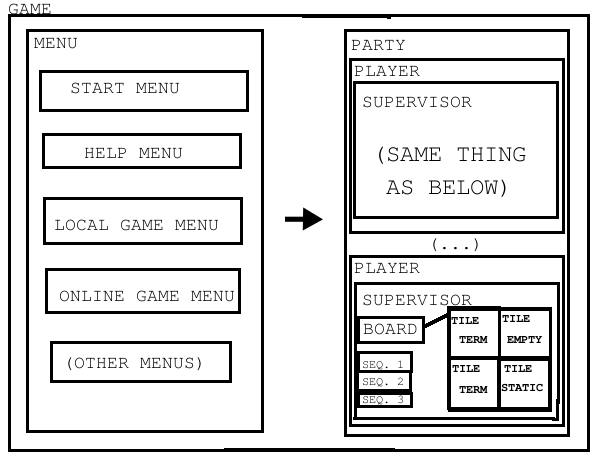 GAME
MENU
START MENU
HELP MENU
LOCAL GAME MENU
ONLINE GAME MENU
(OTHER MENUS)
PARTY
PLAYER
SUPERVISOR
(SAME THING
AS BELOW)
(...)
PLAYER
SUPERVISOR
BOARD
SEQ. 1
SEQ. 2
SEQ. 3
TILE
TERM
TILE
EMPTY
TILE
TERM
TILE
STATIC